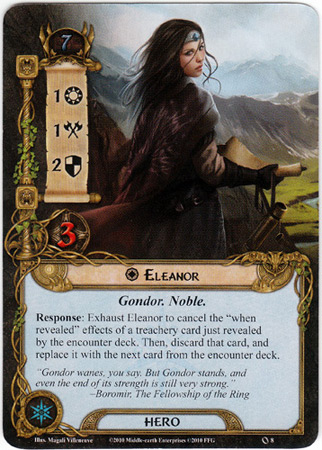 7
1
1
2
3
Eleanor
Gondor. Noble.
Response: Exhaust Eleanor to cancel the “when
revealed” effects of a treachery card just revealed
by the encounter deck. Then, discard that card, and
replace it with the next card from the encounter deck.
“Gondor wanes, you say. But Gondor stands, and
even the end of its strength is still very strong.”
–Boromir, The Fellowship of the Ring
HERO
Illus. Magali Villeneuve ©2010 Middle-earth Enterprises ©2010 FFG 8